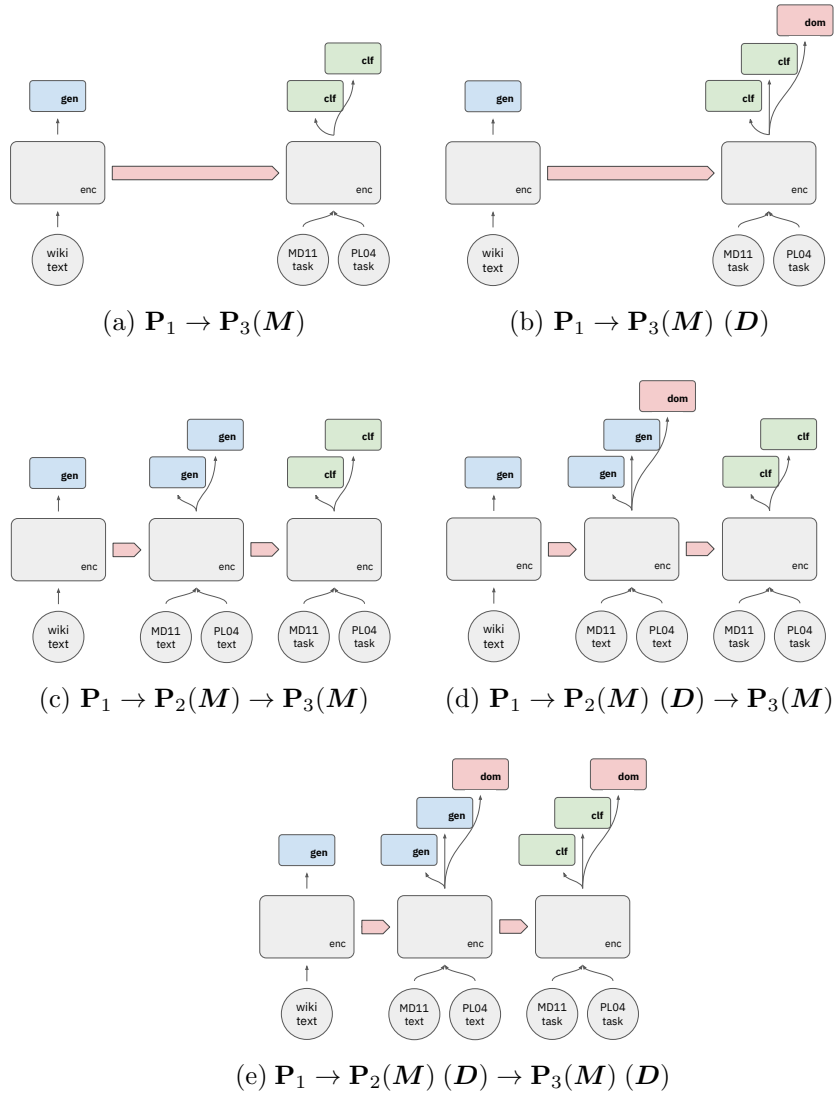 dom
clf
clf
gen
clf
clf
gen
enc
enc
enc
enc
wiki
text
MD11
task
PL04
task
wiki
text
MD11
task
PL04
task
(a) P₁ → P₃(M)
(b) P₁ → P₃(M) (D)
dom
gen
clf
gen
clf
gen
gen
clf
gen
gen
clf
enc
enc
enc
enc
enc
enc
wiki
text
MD11
text
PL04
text
MD11
task
PL04
task
wiki
text
MD11
text
PL04
text
MD11
task
PL04
task
(c) P₁ → P₂(M) → P₃(M)
(d) P₁ → P₂(M) (D) → P₃(M)
dom
dom
gen
clf
gen
gen
clf
enc
enc
enc
wiki
text
MD11
text
PL04
text
MD11
task
PL04
task
(e) P₁ → P₂(M) (D) → P₃(M) (D)